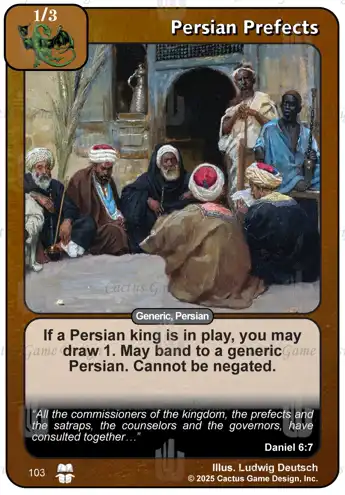 1/3
Persian Prefects
Cactus Game
Generic, Persian
If a Persian king is in play, you may
draw 1. May band to a generic
Persian. Cannot be negated.
"All the commissioners of the kingdom, the prefects and
the satraps, the counselors and the governors, have
consulted together…"
Daniel 6:7
Illus. Ludwig Deutsch
103
© 2025 Cactus Game Design, Inc.